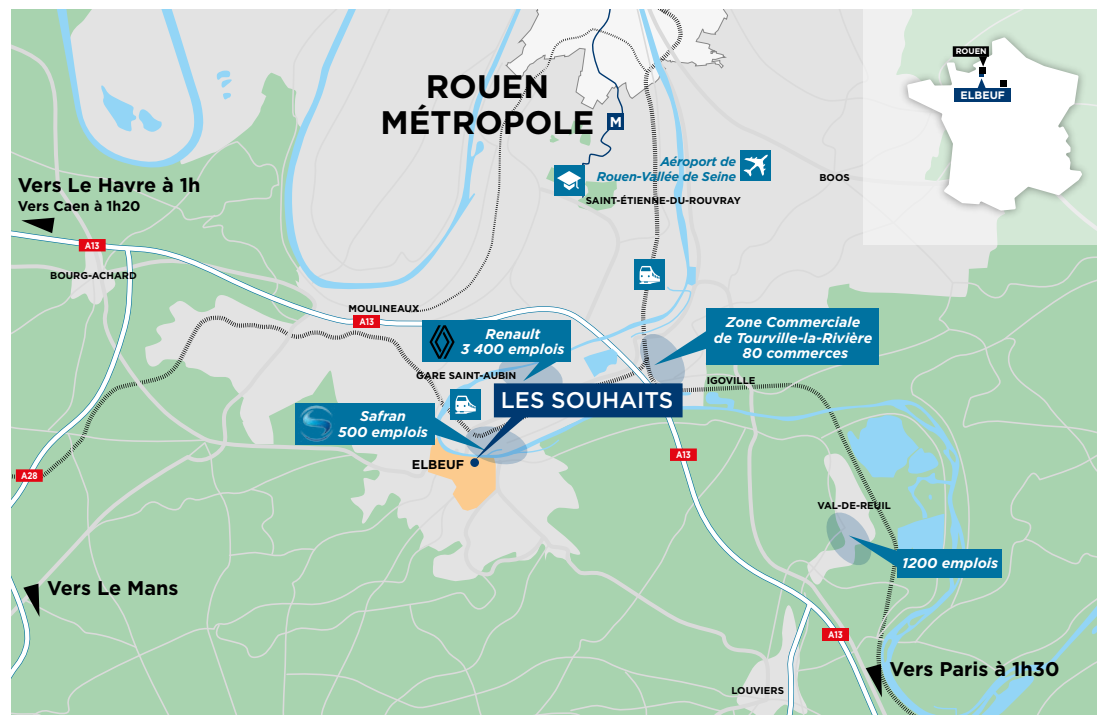 ROUEN
ELBEUF
ROUEN
MÉTROPOLE
M
Aéroport de
Rouen-Vallée de Seine
BOOS
SAINT-ÉTIENNE-DU-ROUVRAY
Vers Le Havre à 1h
Vers Caen à 1h20
A13
BOURG-ACHARD
MOULINEAUX
A13
Renault
3 400 emplois
Zone Commerciale
de Tourville-la-Rivière
80 commerces
GARE SAINT-AUBIN
IGOVILLE
LES SOUHAITS
Safran
500 emplois
ELBEUF
A13
A28
VAL-DE-REUIL
1200 emplois
Vers Le Mans
A13
Vers Paris à 1h30
LOUVIERS